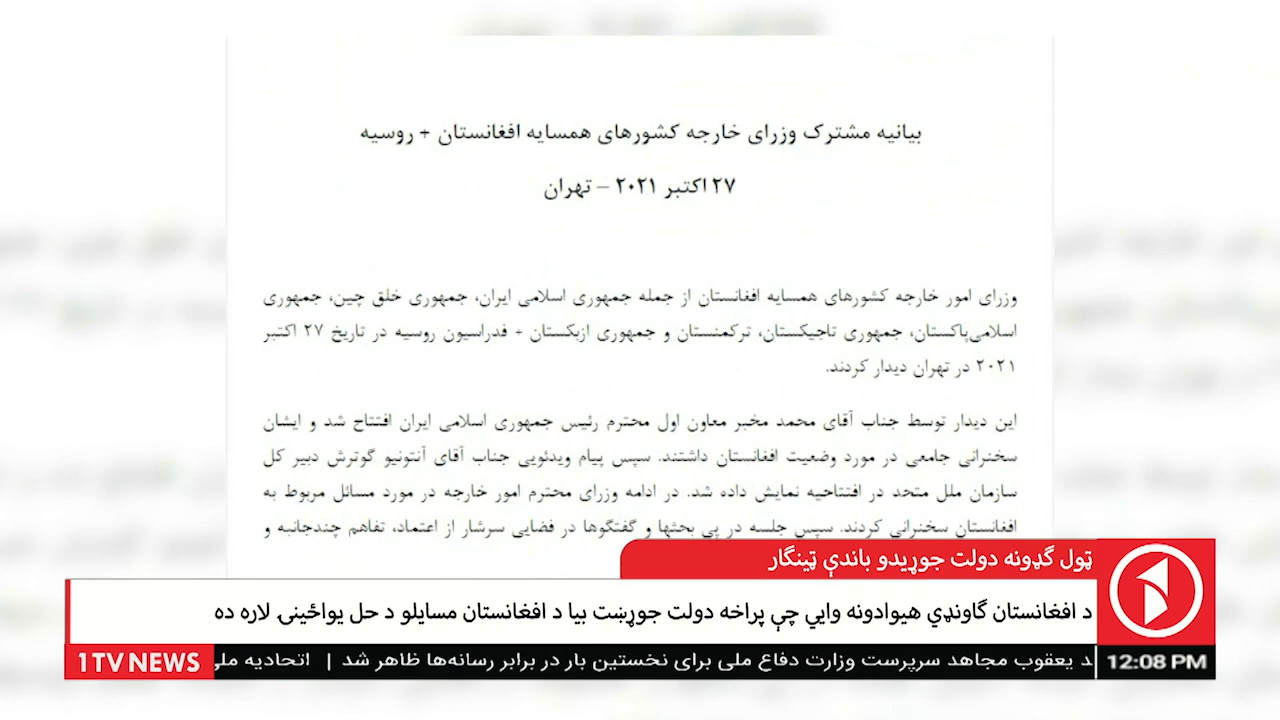 بیانیه مشترک وزرای خارجه کشورهای همسایه افغانستان + روسیه
۲۷ اکتبر ۲۰۲۱ – تهران
وزرای امور خارجه کشورهای همسایه افغانستان از جمله جمهوری اسلامی ایران، جمهوری خلق چین، جمهوری
اسلامی‌پاکستان، جمهوری تاجیکستان، ترکمنستان و جمهوری ازبکستان + فدراسیون روسیه در تاریخ ۲۷ اکتبر
۲۰۲۱ در تهران دیدار کردند.
این دیدار توسط جناب آقای محمد مخبر معاون اول محترم رئیس جمهوری اسلامی ایران افتتاح شد و ایشان
سخنرانی جامعی در مورد وضعیت افغانستان داشتند. سپس پیام ویدئویی جناب آقای آنتونیو گوترش دبیر کل
سازمان ملل متحد در افتتاحیه نمایش داده شد. در ادامه وزرای محترم امور خارجه در مورد مسائل مربوط به
افغانستان سخنرانی کردند. سپس جلسه در پی بحثها و گفتگوها در فضایی سرشار از اعتماد، تفاهم چندجانبه و
ټول ګډونه دولت جوړیدو باندې ټینګار
د افغانستان ګاونډي هیوادونه وایي چې پراخه دولت جوړښت بیا د افغانستان مسایلو د حل یواځینۍ لاره ده
1TV NEWS
د یعقوب مجاهد سرپرست وزارت دفاع ملی برای نخستین بار در برابر رسانه‌ها ظاهر شد | اتحادیه ملی
12:08 PM